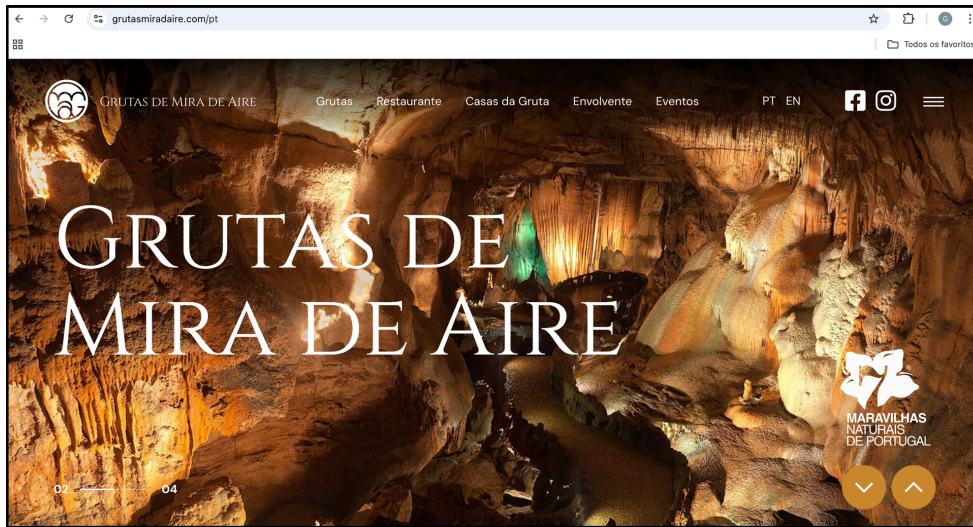 grutasmiradaire.com/pt
G
Todos os favoritos
GRUTAS DE MIRA DE AIRE
Grutas Restaurante Casas da Gruta Envolvente Eventos PT EN
GRUTAS DE
MIRA DE AIRE
MARAVILHAS
NATURAIS
DE PORTUGAL
02 04